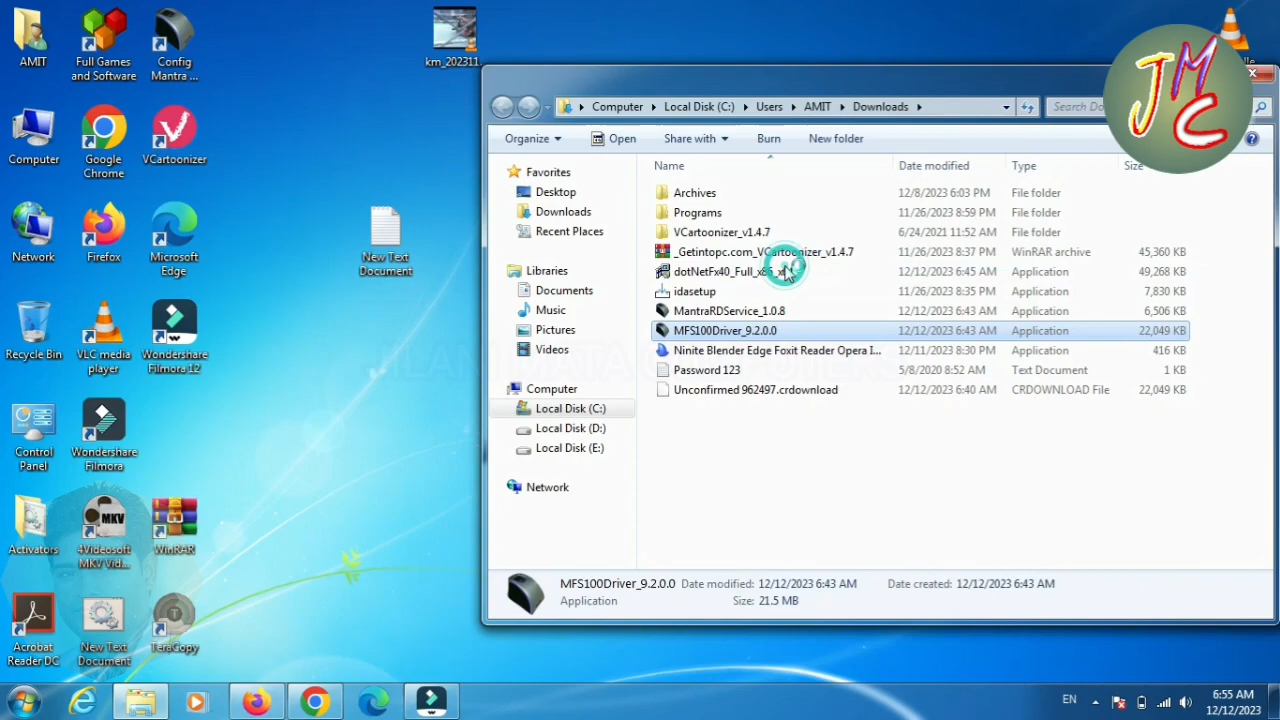 AMIT
Full Games
and Software
Config
Mantra ...
km_202311...
Computer
Google
Chrome
VCartoonizer
Network
Firefox
Microsoft
Edge
New Text
Document
Recycle Bin
VLC media
player
Wondershare
Filmora 12
Control
Panel
Wondershare
Filmora
Activators
MKV
4Videosoft
MKV Vid...
WinRAR
Acrobat
Reader DC
New Text
Document
TeraCopy
JMC
Computer
Local Disk (C:)
Users
AMIT
Downloads
Search Do
Organize
Open
Share with
Burn
New folder
Favorites
Desktop
Downloads
Recent Places
Libraries
Documents
Music
Pictures
Videos
Computer
Local Disk (C:)
Local Disk (D:)
Local Disk (E:)
Network
Name Date modified Type Size
Archives 12/8/2023 6:03 PM File folder
Programs 11/26/2023 8:59 PM File folder
VCartoonizer_v1.4.7 6/24/2021 11:52 AM File folder
_Getintopc.com_VCartoonizer_v1.4.7 11/26/2023 8:37 PM WinRAR archive 45,360 KB
dotNetFx40_Full_x86_x 12/12/2023 6:45 AM Application 49,268 KB
idasetup 11/26/2023 8:35 PM Application 7,830 KB
MantraRDService_1.0.8 12/12/2023 6:43 AM Application 6,506 KB
MFS100Driver_9.2.0.0 12/12/2023 6:43 AM Application 22,049 KB
Ninite Blender Edge Foxit Reader Opera I... 12/11/2023 8:30 PM Application 416 KB
Password 123 5/8/2020 8:52 AM Text Document 1 KB
Unconfirmed 962497.crdownload 12/12/2023 6:40 AM CRDOWNLOAD File 22,049 KB
MFS100Driver_9.2.0.0 Date modified: 12/12/2023 6:43 AM Date created: 12/12/2023 6:43 AM
Application Size: 21.5 MB
EN
6:55 AM
12/12/2023